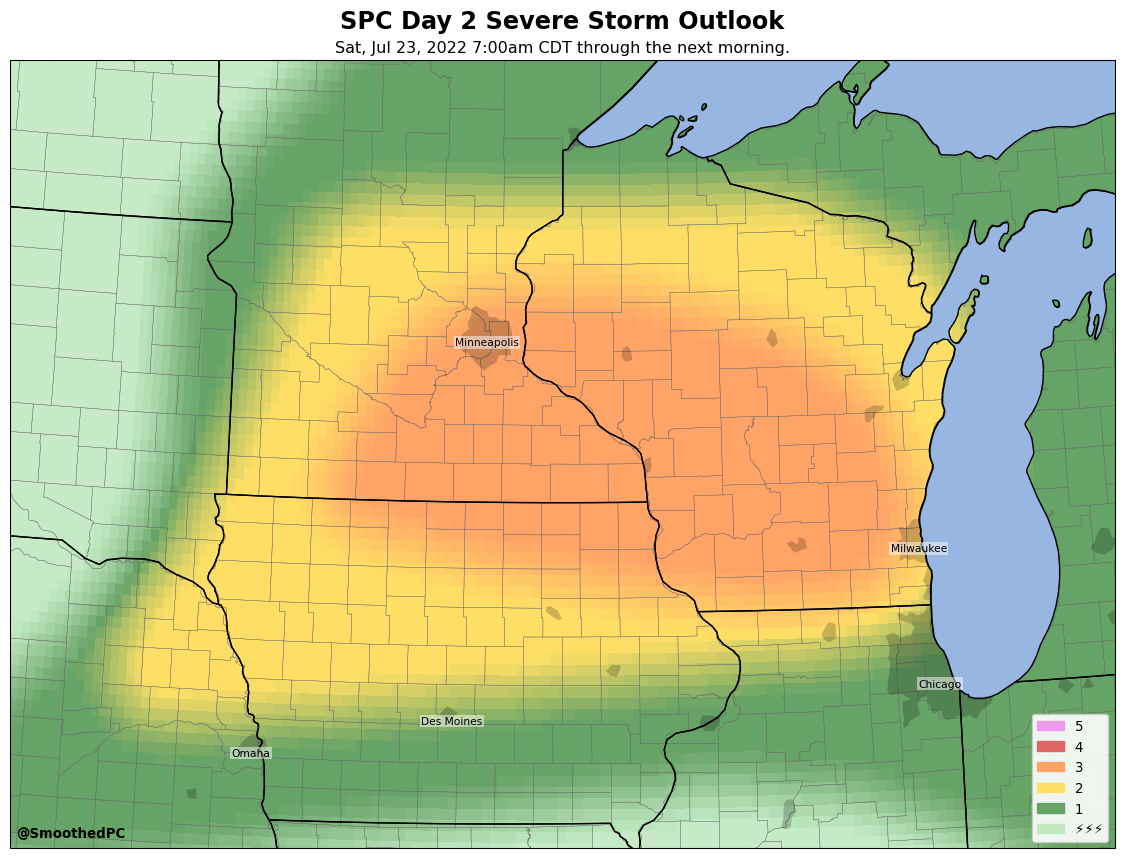 SPC Day 2 Severe Storm Outlook
Sat, Jul 23, 2022 7:00am CDT through the next morning.
Minneapolis
Milwaukee
Chicago
Des Moines
Omaha
5
4
3
2
1
⚡⚡⚡
@SmoothedPC